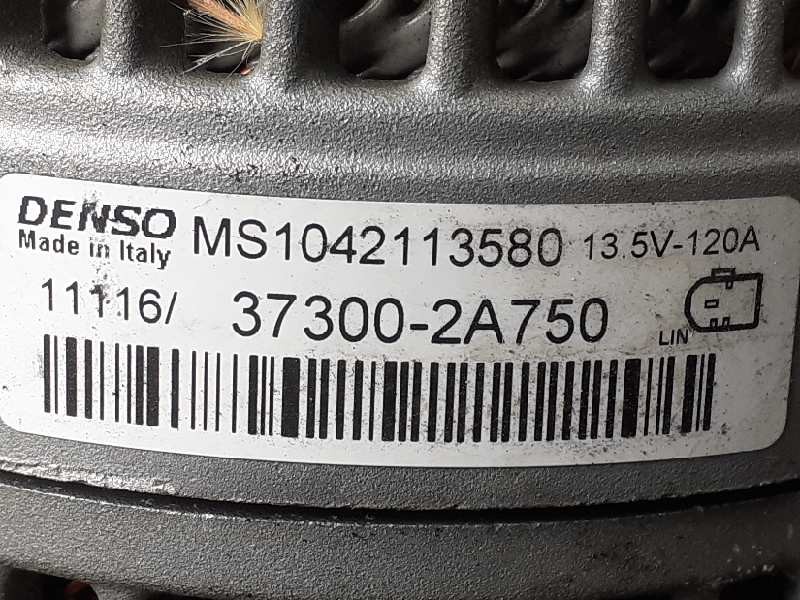 DENSO MS1042113580 13.5V-120A
Made in Italy
11116/ 37300-2A750
LIN